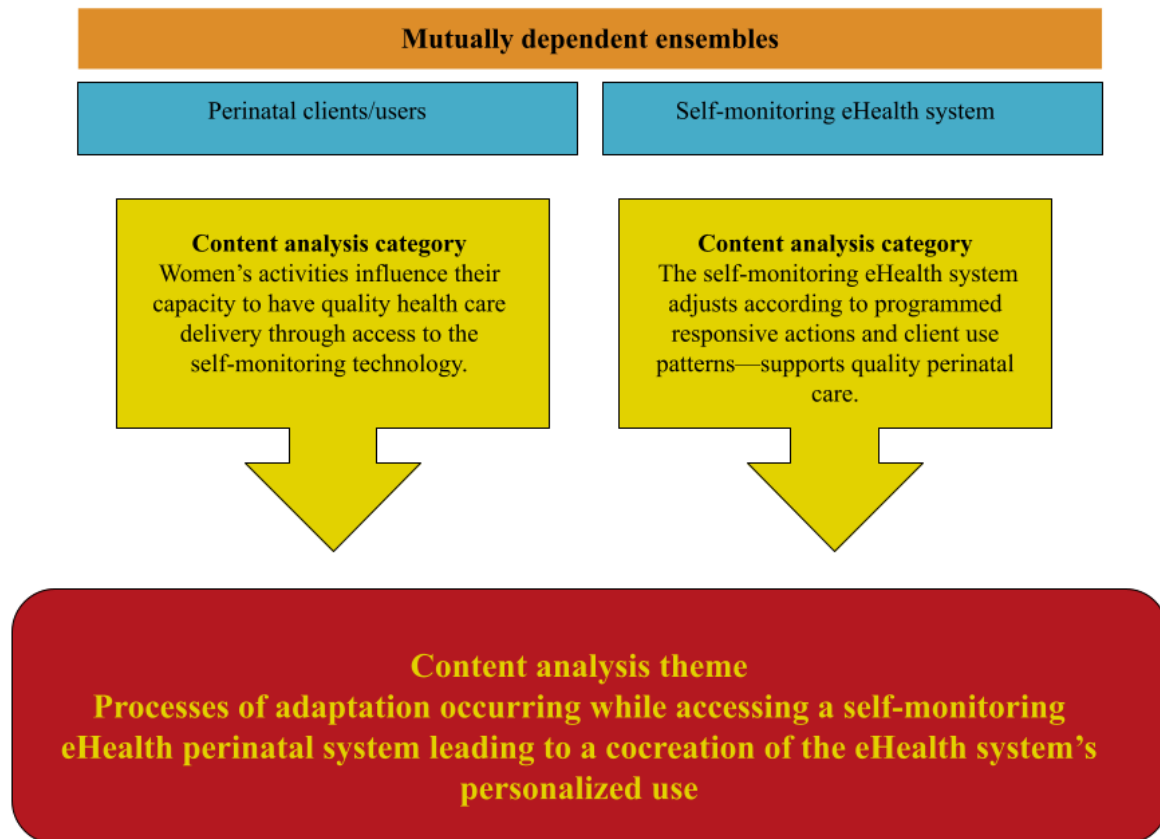 Mutually dependent ensembles
Perinatal clients/users
Self-monitoring eHealth system
Content analysis category
Women’s activities influence their
capacity to have quality health care
delivery through access to the
self-monitoring technology.
Content analysis category
The self-monitoring eHealth system
adjusts according to programmed
responsive actions and client use
patterns—supports quality perinatal
care.
Content analysis theme
Processes of adaptation occurring while accessing a self-monitoring
eHealth perinatal system leading to a cocreation of the eHealth system’s
personalized use